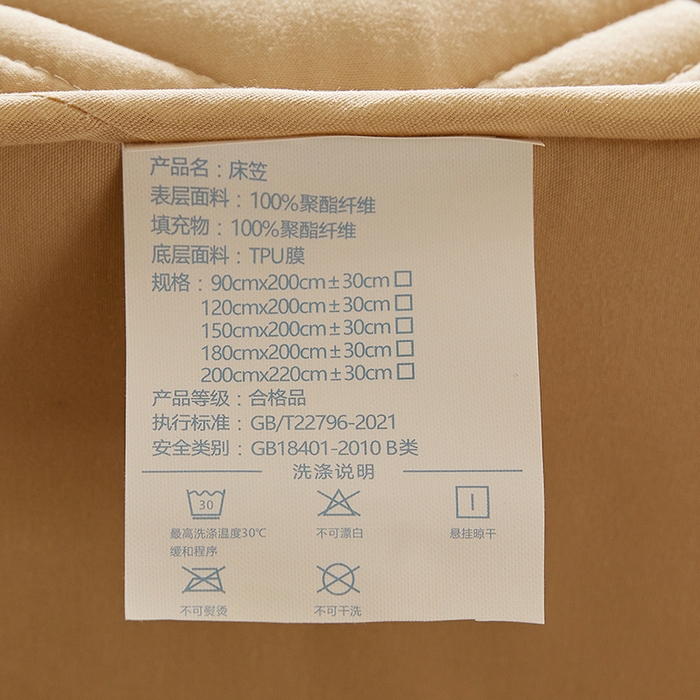 产品名：床笠
表层面料：100%聚酯纤维
填充物：100%聚酯纤维
底层面料：TPU膜
规格：90cmx200cm±30cm□
120cmx200cm±30cm□
150cmx200cm±30cm□
180cmx200cm±30cm□
200cmx220cm±30cm□
产品等级：合格品
执行标准：GB/T22796-2021
安全类别：GB18401-2010 B类
洗涤说明
30
最高洗涤温度30℃
缓和程序
不可漂白
悬挂晾干
不可熨烫
不可干洗